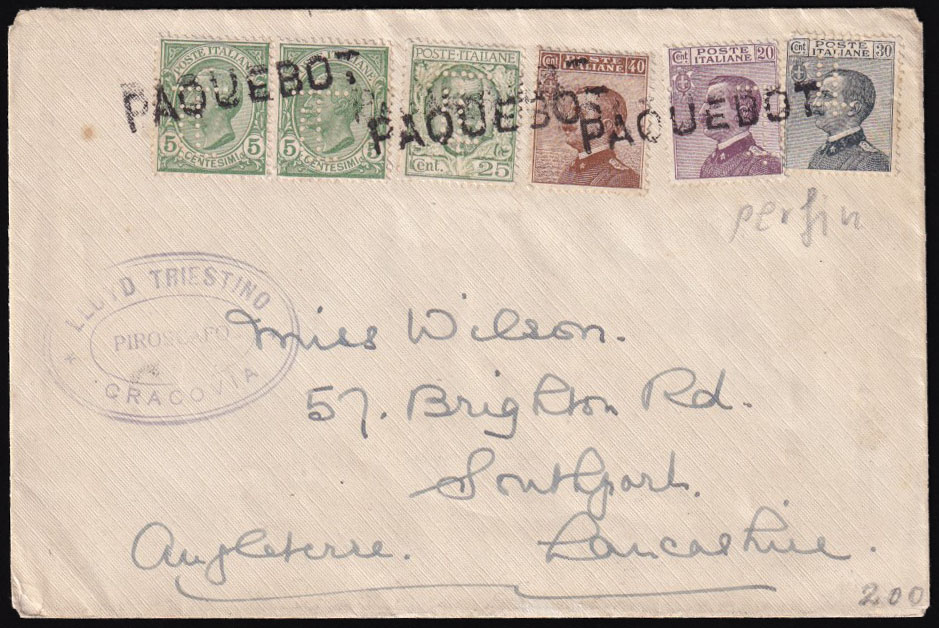 POSTE ITALIANE
5 CENTESIMI 5
POSTE ITALIANE
5 CENTESIMI 5
POSTE-ITALIANE
Cent. 25
Cent 40
POSTE
ITALIANE
Cent 20
POSTE
ITALIANE
Cent 30
POSTE
ITALIANE
PAQUEBOT
PAQUEBOT
PAQUEBOT
perfin
LLOYD TRIESTINO
PIROSCAFO
CRACOVIA
Miss Wilson.
57. Brighton Rd.
Southport.
Lancashire.
Angleterre.
200